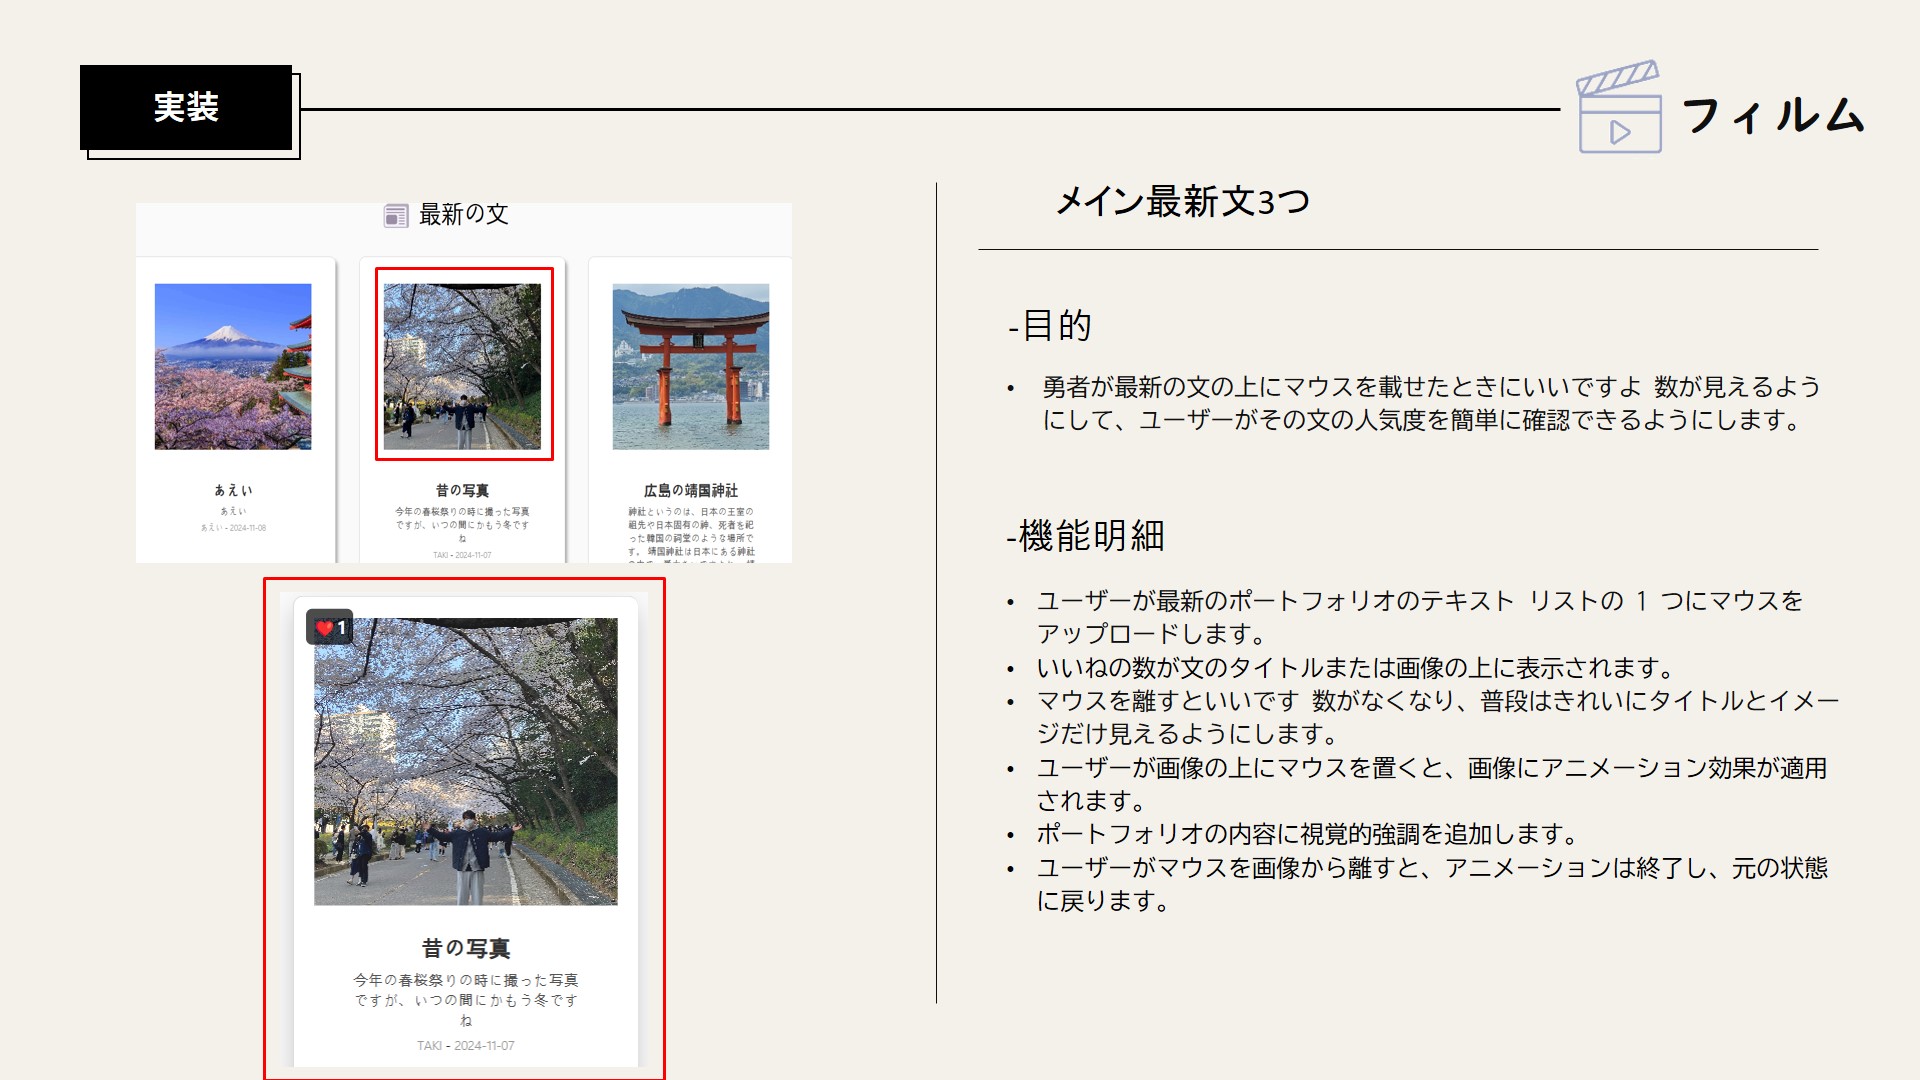 実装
フィルム
最新の文
あえい
あえい
あえい - 2024-11-08
昔の写真
今年の春桜祭りの時に撮った写真
ですが、いつの間にかもう冬です
ね
TAKI - 2024-11-07
広島の靖国神社
神社というのは、日本の王室の
祖先や日本固有の神、死者を祀
った韓国の祠堂のような場所で
す。 靖国神社は日本にある神社
1
昔の写真
今年の春桜祭りの時に撮った写真
ですが、いつの間にかもう冬です
ね
TAKI - 2024-11-07
メイン最新文3つ
-目的
• 勇者が最新の文の上にマウスを載せたときにいいですよ 数が見えるよう
にして、ユーザーがその文の人気度を簡単に確認できるようにします。
-機能明細
• ユーザーが最新のポートフォリオのテキスト リストの 1 つにマウスを
アップロードします。
• いいねの数が文のタイトルまたは画像の上に表示されます。
• マウスを離すといいです 数がなくなり、普段はきれいにタイトルとイメー
ジだけ見えるようにします。
• ユーザーが画像の上にマウスを置くと、画像にアニメーション効果が適用
されます。
• ポートフォリオの内容に視覚的強調を追加します。
• ユーザーがマウスを画像から離すと、アニメーションは終了し、元の状態
に戻ります。